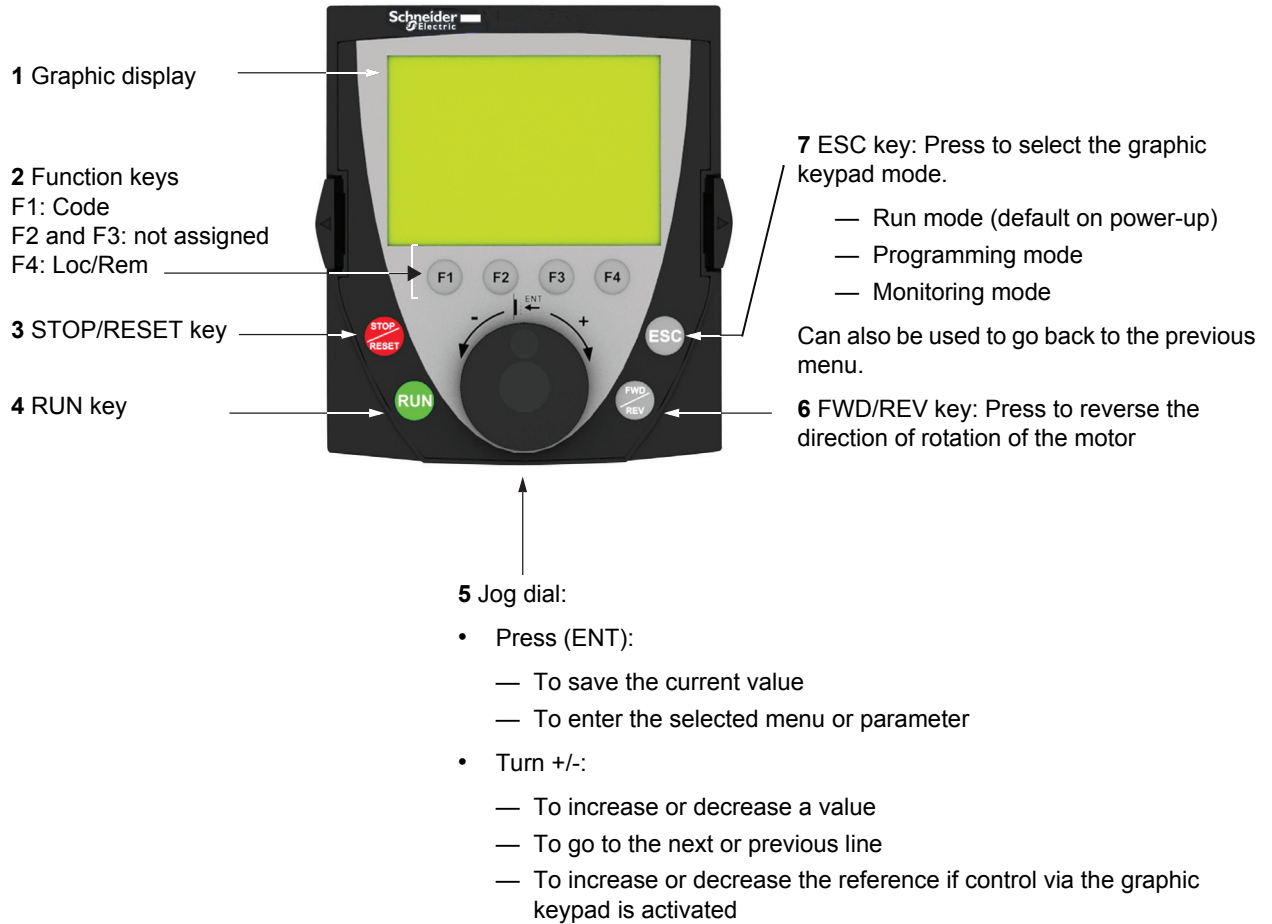 Schneider
Electric
1 Graphic display
2 Function keys
F1: Code
F2 and F3: not assigned
F4: Loc/Rem
3 STOP/RESET key
4 RUN key
F1 F2 F3 F4
ENT
- +
STOP
RESET
RUN
ESC
FWD
REV
7 ESC key: Press to select the graphic
keypad mode.
— Run mode (default on power-up)
— Programming mode
— Monitoring mode
Can also be used to go back to the previous
menu.
6 FWD/REV key: Press to reverse the
direction of rotation of the motor
5 Jog dial:
• Press (ENT):
— To save the current value
— To enter the selected menu or parameter
• Turn +/-:
— To increase or decrease a value
— To go to the next or previous line
— To increase or decrease the reference if control via the graphic
keypad is activated